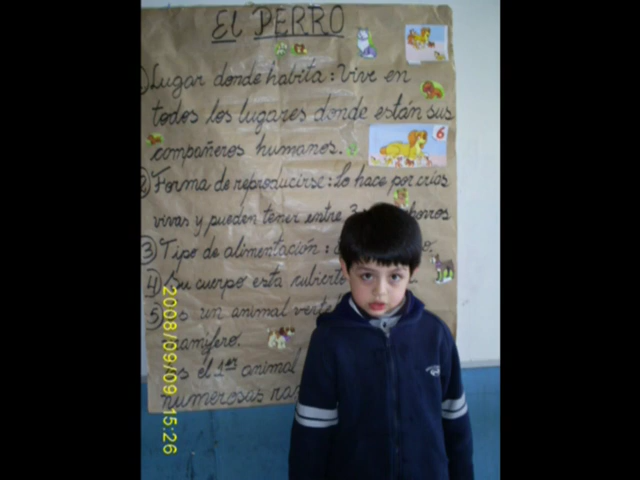 El PERRO
① Lugar donde habita: Vive en
todos los lugares donde están sus
compañeros humanos.
6
② Forma de reproducirse: Lo hace por crías
vivas y pueden tener entre 3
③ Tipo de alimentación:
④ Su cuerpo está cubierto
⑤ Es un animal
mamífero.
es el 1er animal
numerosas
2008/09/09 15:26